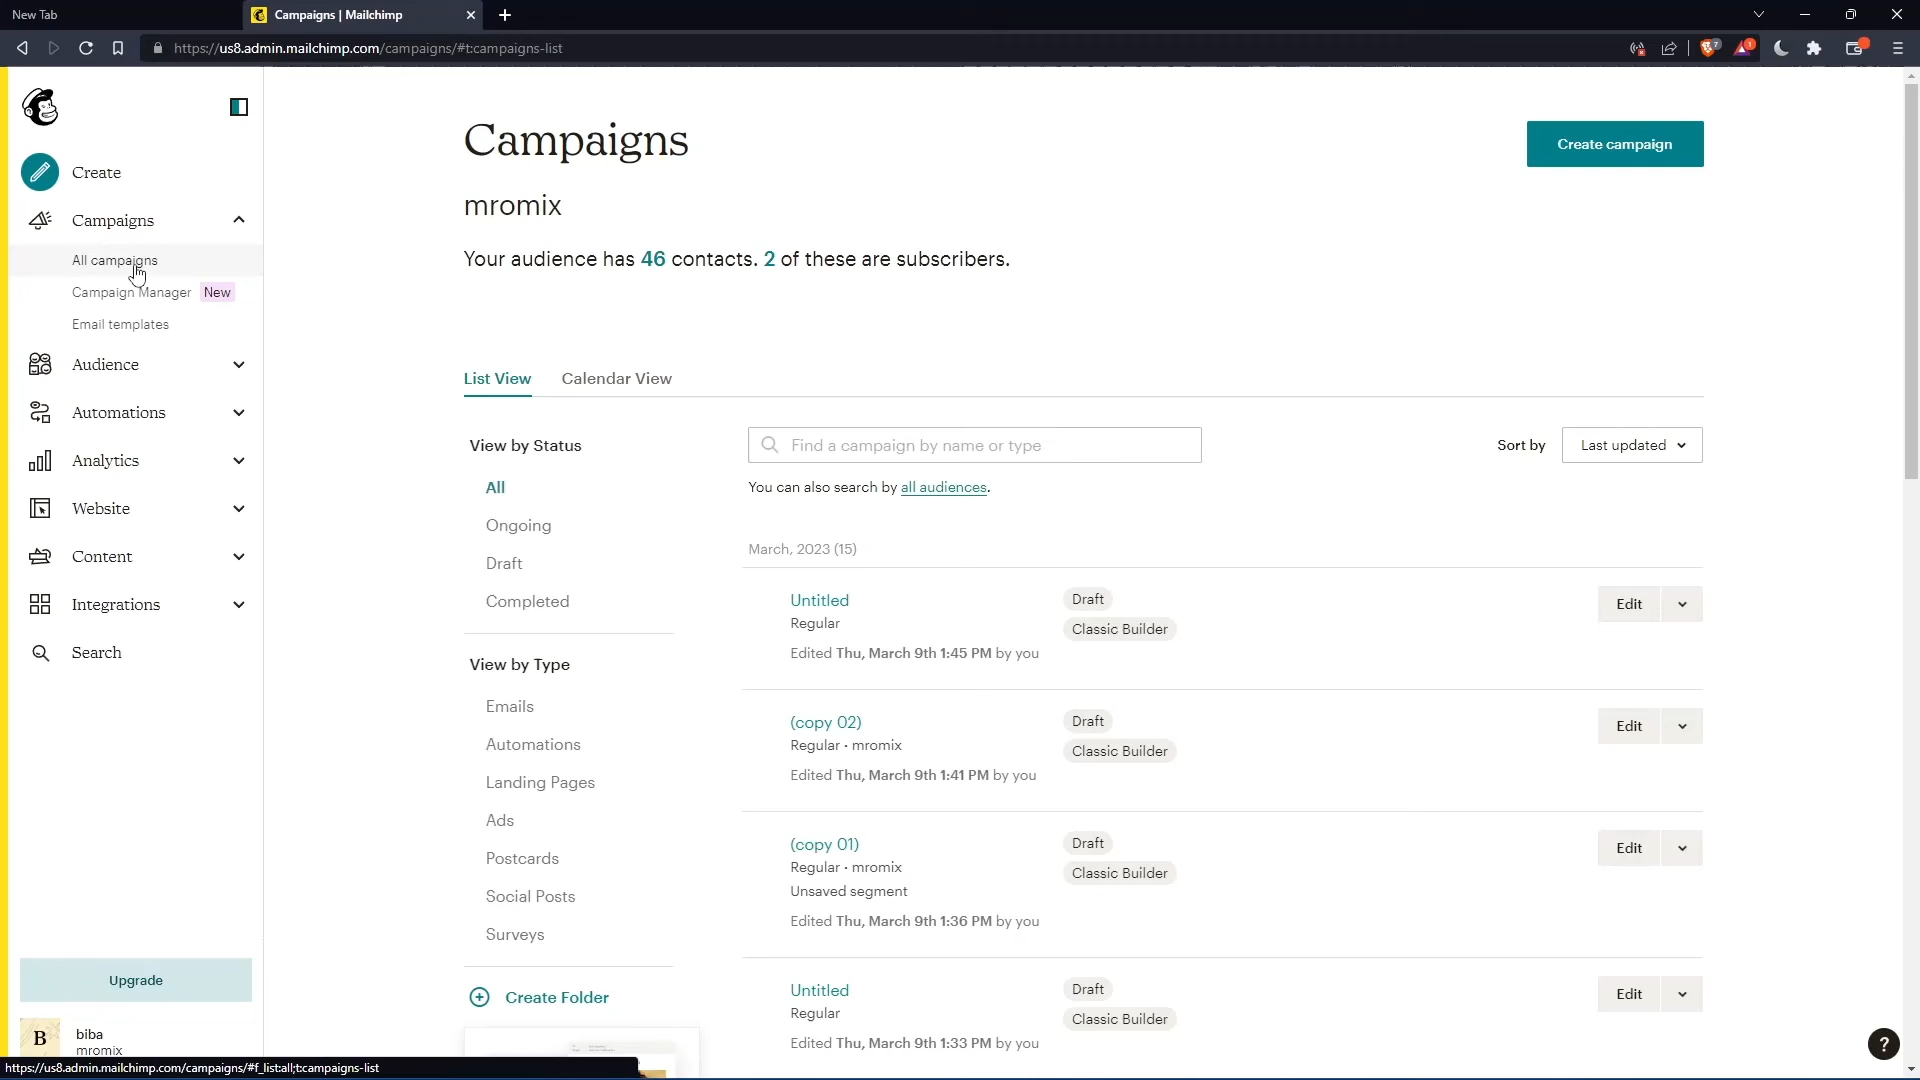 New Tab
Campaigns | Mailchimp
https://us8.admin.mailchimp.com/campaigns/#t:campaigns-list
7
1
Create
Campaigns
All campaigns
Campaign Manager New
Email templates
Audience
Automations
Analytics
Website
Content
Integrations
Search
Upgrade
B
biba
mromix
https://us8.admin.mailchimp.com/campaigns/#f_list:all;t:campaigns-list
Campaigns
Create campaign
mromix
Your audience has 46 contacts. 2 of these are subscribers.
List View
Calendar View
View by Status
All
Ongoing
Draft
Completed
View by Type
Emails
Automations
Landing Pages
Ads
Postcards
Social Posts
Surveys
Create Folder
Find a campaign by name or type
Sort by
Last updated
You can also search by all audiences.
March, 2023 (15)
Untitled
Regular
Edited Thu, March 9th 1:45 PM by you
Draft
Classic Builder
Edit
(copy 02)
Regular · mromix
Edited Thu, March 9th 1:41 PM by you
Draft
Classic Builder
Edit
(copy 01)
Regular · mromix
Unsaved segment
Edited Thu, March 9th 1:36 PM by you
Draft
Classic Builder
Edit
Untitled
Regular
Edited Thu, March 9th 1:33 PM by you
Draft
Classic Builder
Edit
?